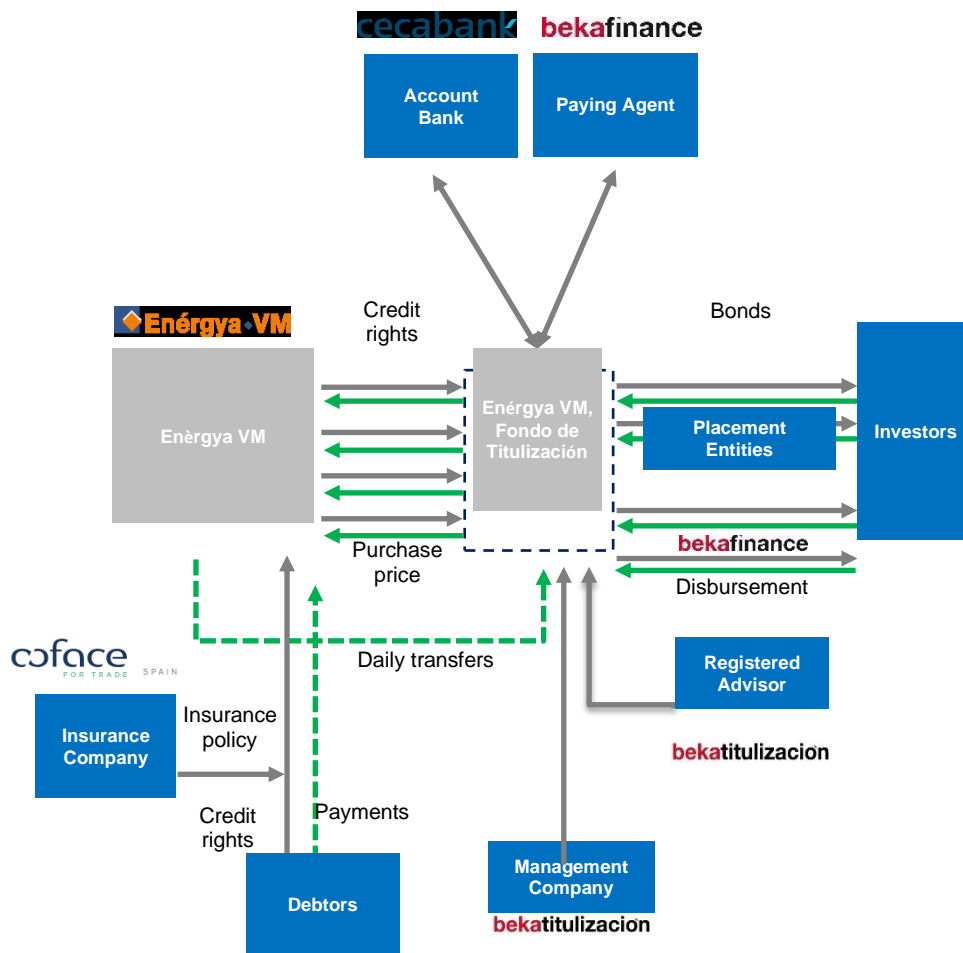 cecabank
bekafinance
Account
Bank
Paying Agent
Credit
rights
Bonds
Enérgya VM
Enèrgya VM
Enérgya VM,
Fondo de
Titulización
Placement
Entities
Investors
Purchase
price
bekafinance
Disbursement
Daily transfers
coface
FOR TRADE
SPAIN
Registered
Advisor
Insurance
Company
Insurance
policy
bekatitulización
Credit
rights
Payments
Debtors
Management
Company
bekatitulización